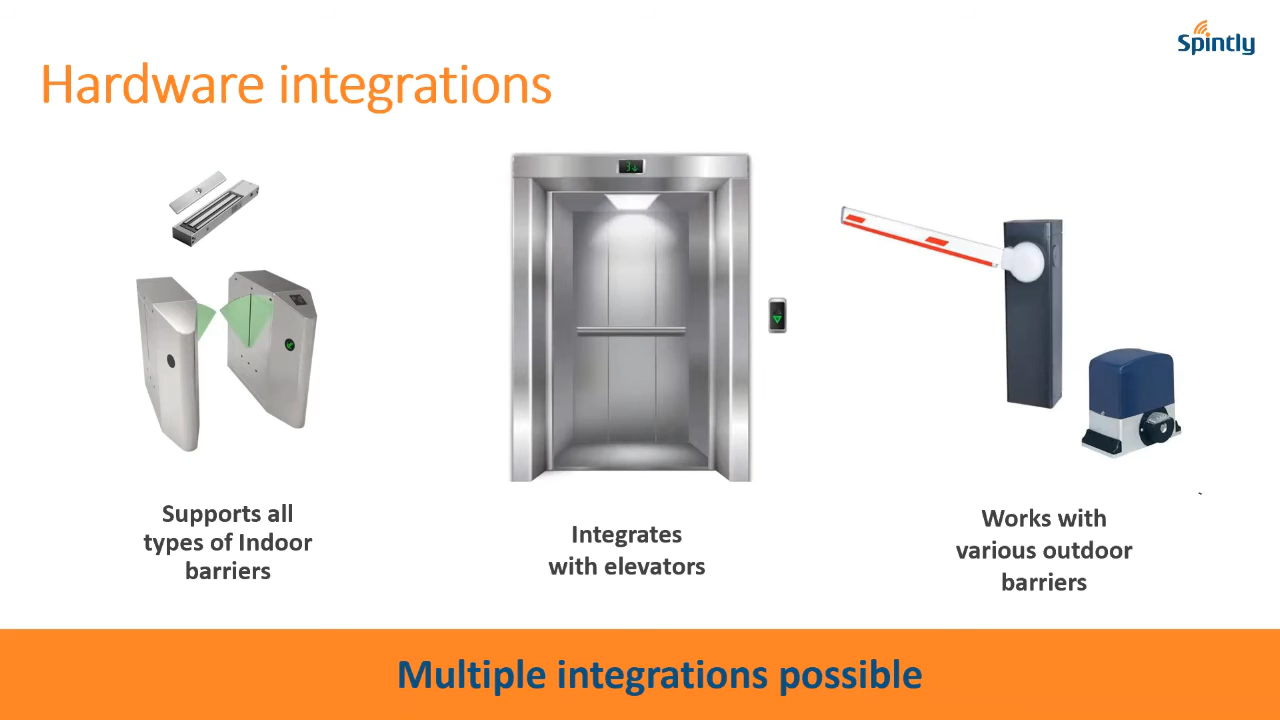 Spintly
Hardware integrations
Supports all
types of Indoor
barriers
Integrates
with elevators
Works with
various outdoor
barriers
Multiple integrations possible